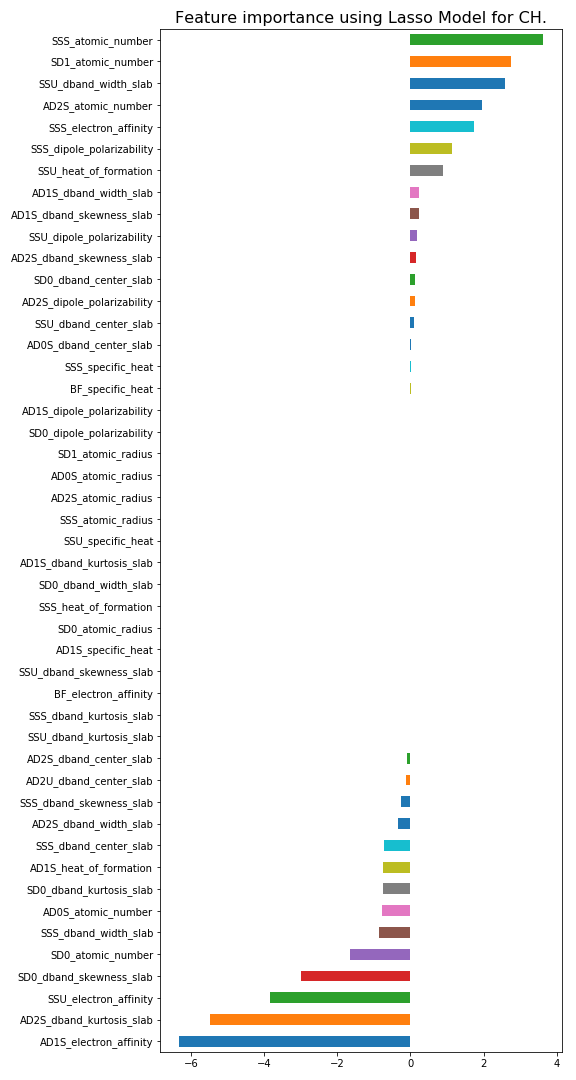 Feature importance using Lasso Model for CH.
SSS_atomic_number
SD1_atomic_number
SSU_dband_width_slab
AD2S_atomic_number
SSS_electron_affinity
SSS_dipole_polarizability
SSU_heat_of_formation
AD1S_dband_width_slab
AD1S_dband_skewness_slab
SSU_dipole_polarizability
AD2S_dband_skewness_slab
SD0_dband_center_slab
AD2S_dipole_polarizability
SSU_dband_center_slab
AD0S_dband_center_slab
SSS_specific_heat
BF_specific_heat
AD1S_dipole_polarizability
SD0_dipole_polarizability
SD1_atomic_radius
AD0S_atomic_radius
AD2S_atomic_radius
SSS_atomic_radius
SSU_specific_heat
AD1S_dband_kurtosis_slab
SD0_dband_width_slab
SSS_heat_of_formation
SD0_atomic_radius
AD1S_specific_heat
SSU_dband_skewness_slab
BF_electron_affinity
SSS_dband_kurtosis_slab
SSU_dband_kurtosis_slab
AD2S_dband_center_slab
AD2U_dband_center_slab
SSS_dband_skewness_slab
AD2S_dband_width_slab
SSS_dband_center_slab
AD1S_heat_of_formation
SD0_dband_kurtosis_slab
AD0S_atomic_number
SSS_dband_width_slab
SD0_atomic_number
SD0_dband_skewness_slab
SSU_electron_affinity
AD2S_dband_kurtosis_slab
AD1S_electron_affinity
−6 −4 −2 0 2 4